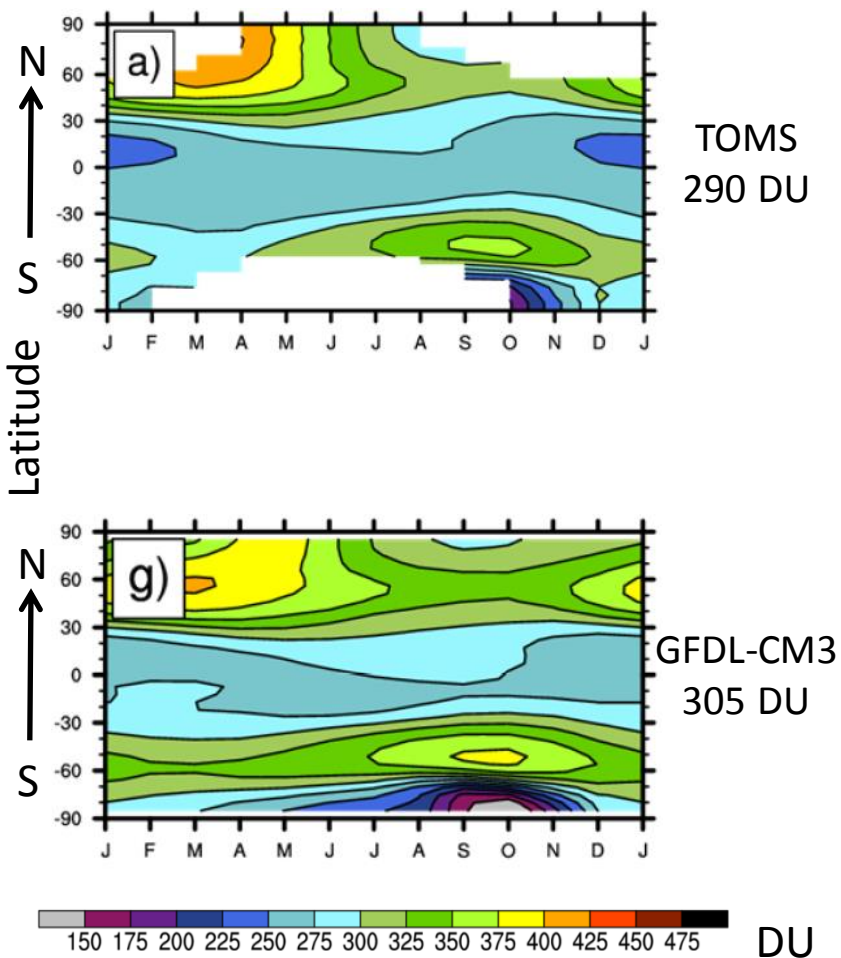 90
60
30
0
-30
-60
-90
a)
N
S
J F M A M J J A S O N D J
TOMS
290 DU
Latitude
90
60
30
0
-30
-60
-90
g)
N
S
J F M A M J J A S O N D J
GFDL-CM3
305 DU
150 175 200 225 250 275 300 325 350 375 400 425 450 475
DU